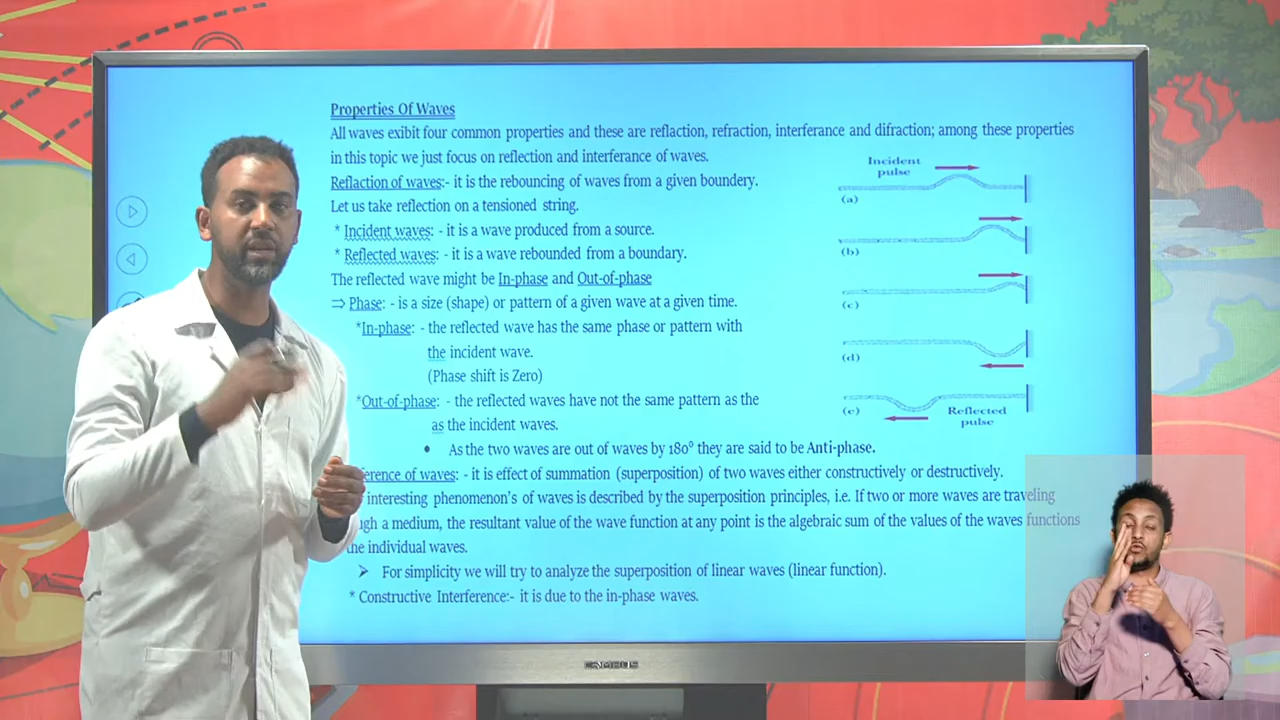 Properties Of Waves
All waves exibit four common properties and these are reflaction, refraction, interferance and difraction; among these properties
in this topic we just focus on reflection and interferance of waves.
Reflaction of waves:- it is the rebouncing of waves from a given boundery.
Let us take reflection on a tensioned string.
* Incident waves: - it is a wave produced from a source.
* Reflected waves: - it is a wave rebounded from a boundary.
The reflected wave might be In-phase and Out-of-phase
⇒ Phase: - is a size (shape) or pattern of a given wave at a given time.
*In-phase: - the reflected wave has the same phase or pattern with
the incident wave.
(Phase shift is Zero)
*Out-of-phase: - the reflected waves have not the same pattern as the
as the incident waves.
• As the two waves are out of waves by 180° they are said to be Anti-phase.
ference of waves: - it is effect of summation (superposition) of two waves either constructively or destructively.
interesting phenomenon's of waves is described by the superposition principles, i.e. If two or more waves are traveling
ugh a medium, the resultant value of the wave function at any point is the algebraic sum of the values of the waves functions
the individual waves.
➢ For simplicity we will try to analyze the superposition of linear waves (linear function).
* Constructive Interference:- it is due to the in-phase waves.
Incident
pulse
(a)
(b)
(c)
(d)
(e)
Reflected
pulse